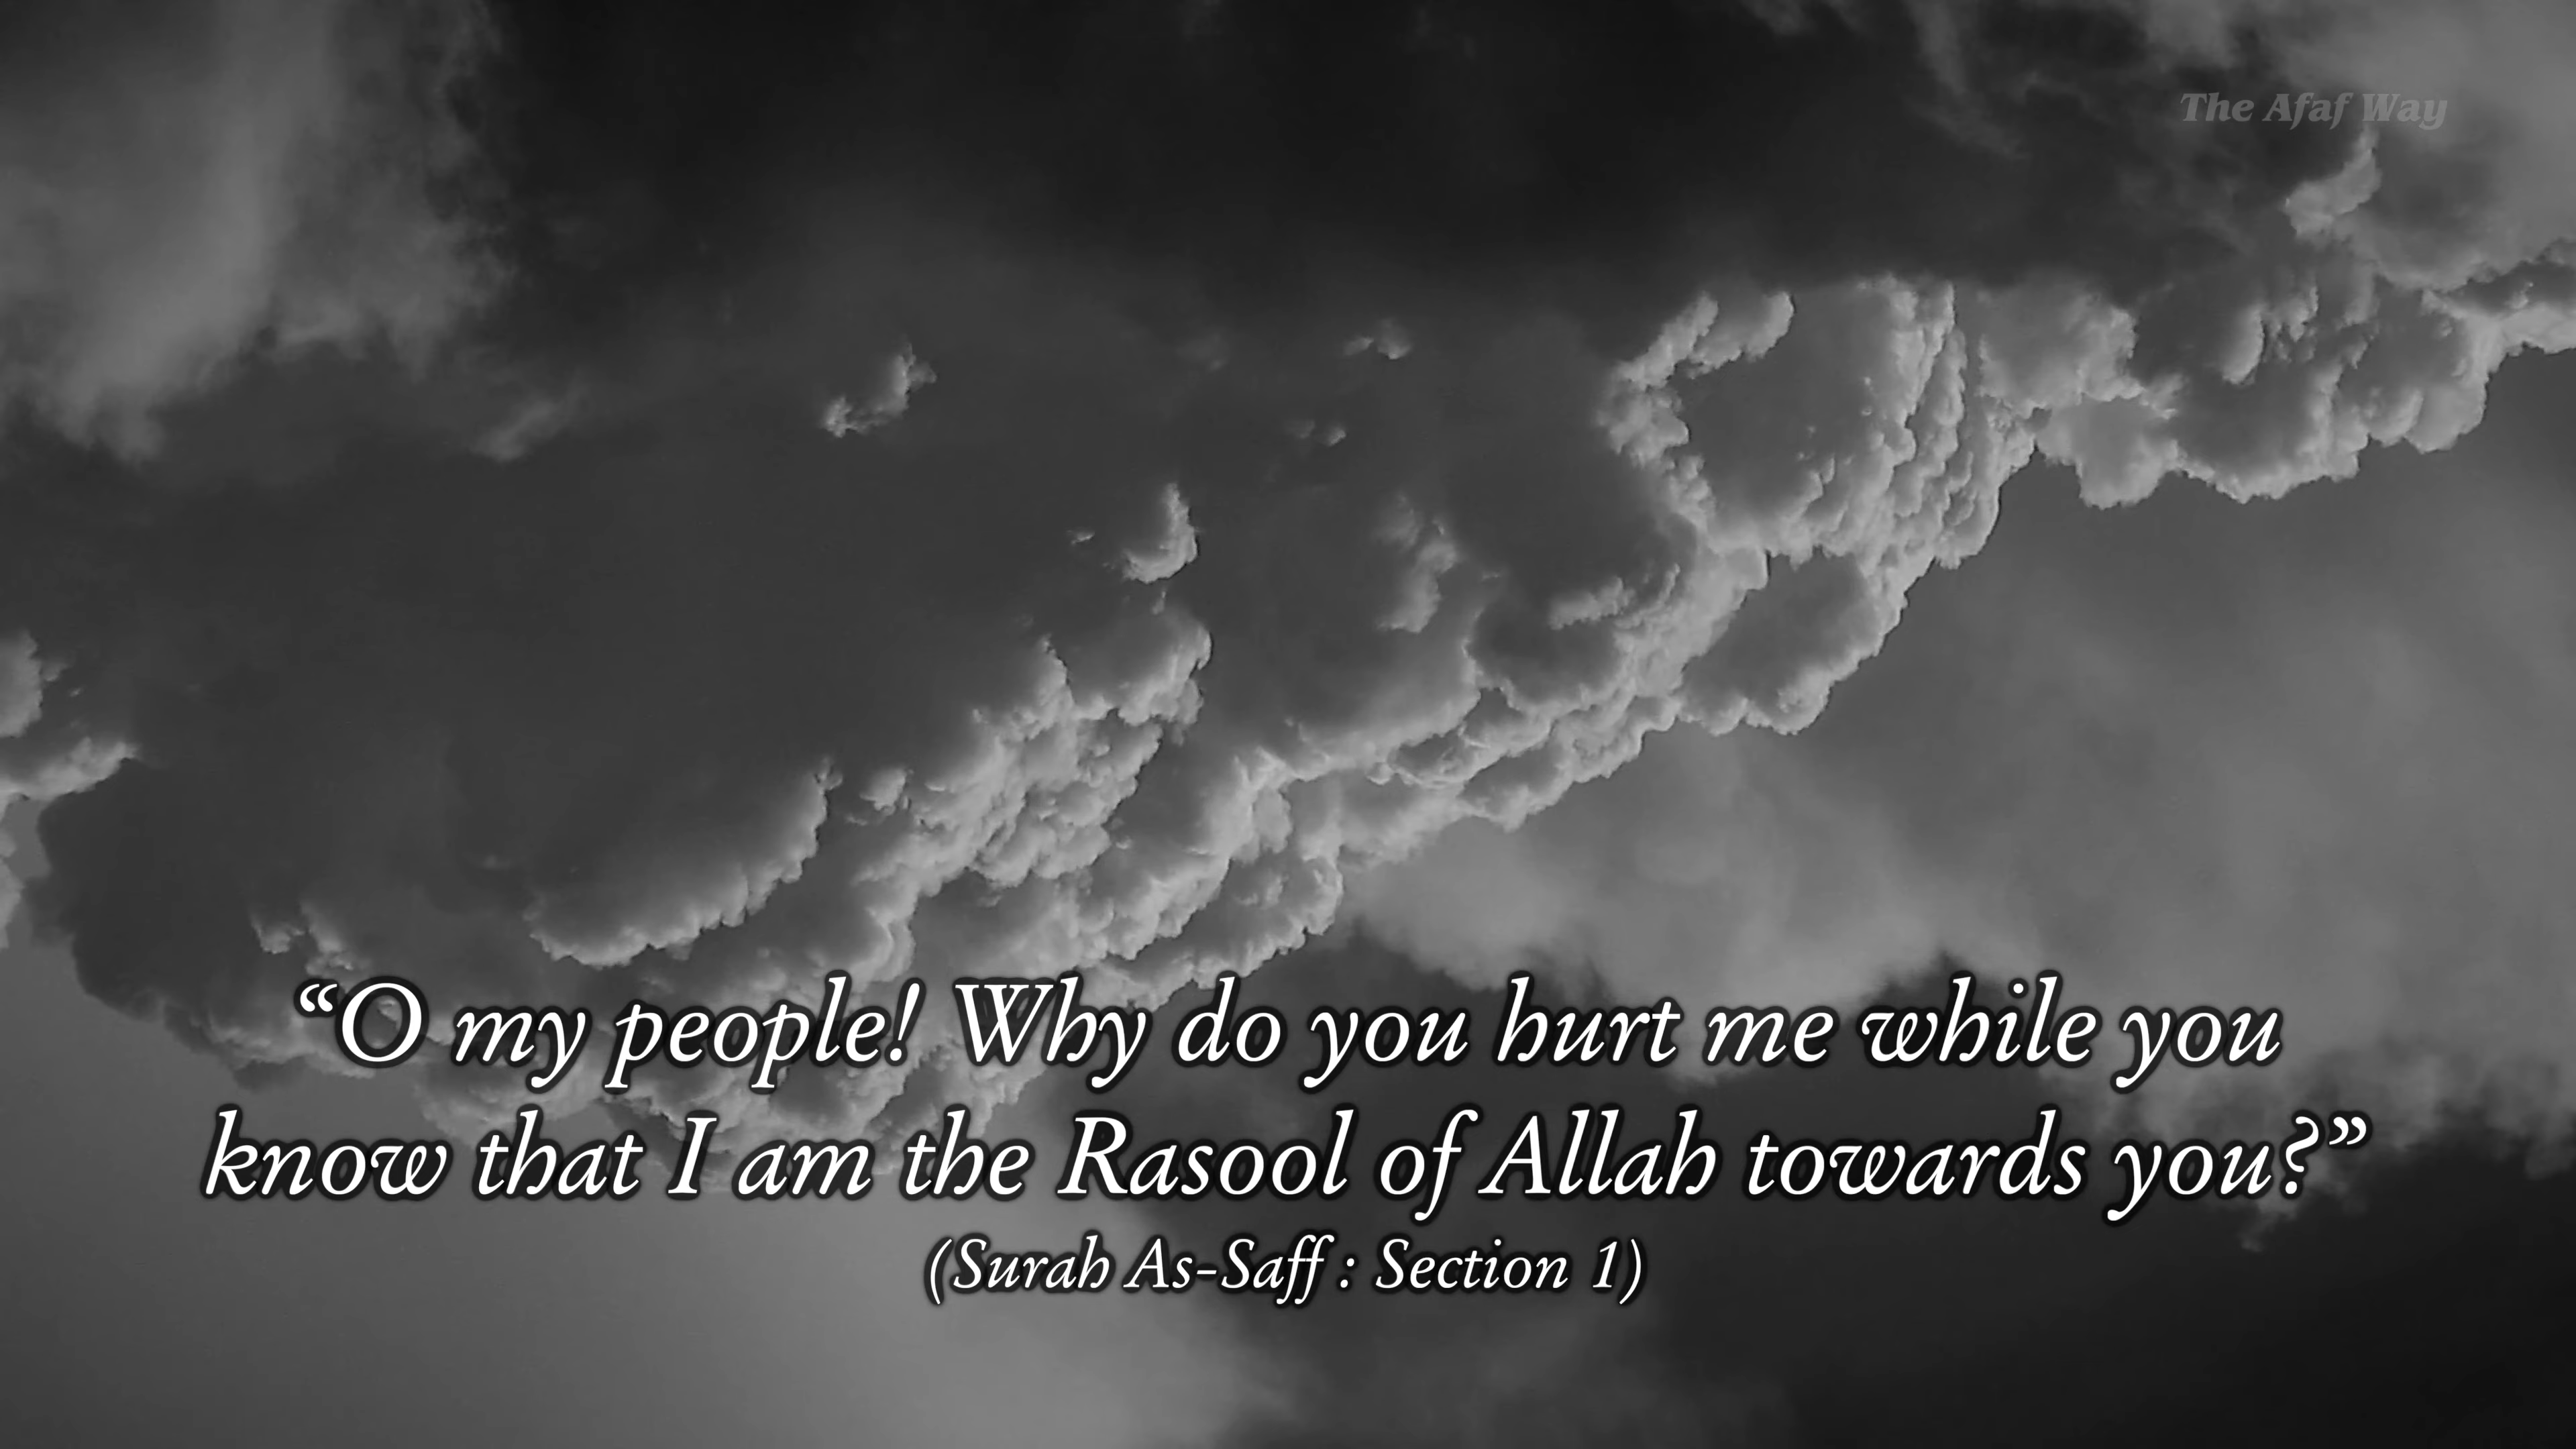 The Afaf Way
“O my people! Why do you hurt me while you
know that I am the Rasool of Allah towards you?”
(Surah As-Saff : Section 1)